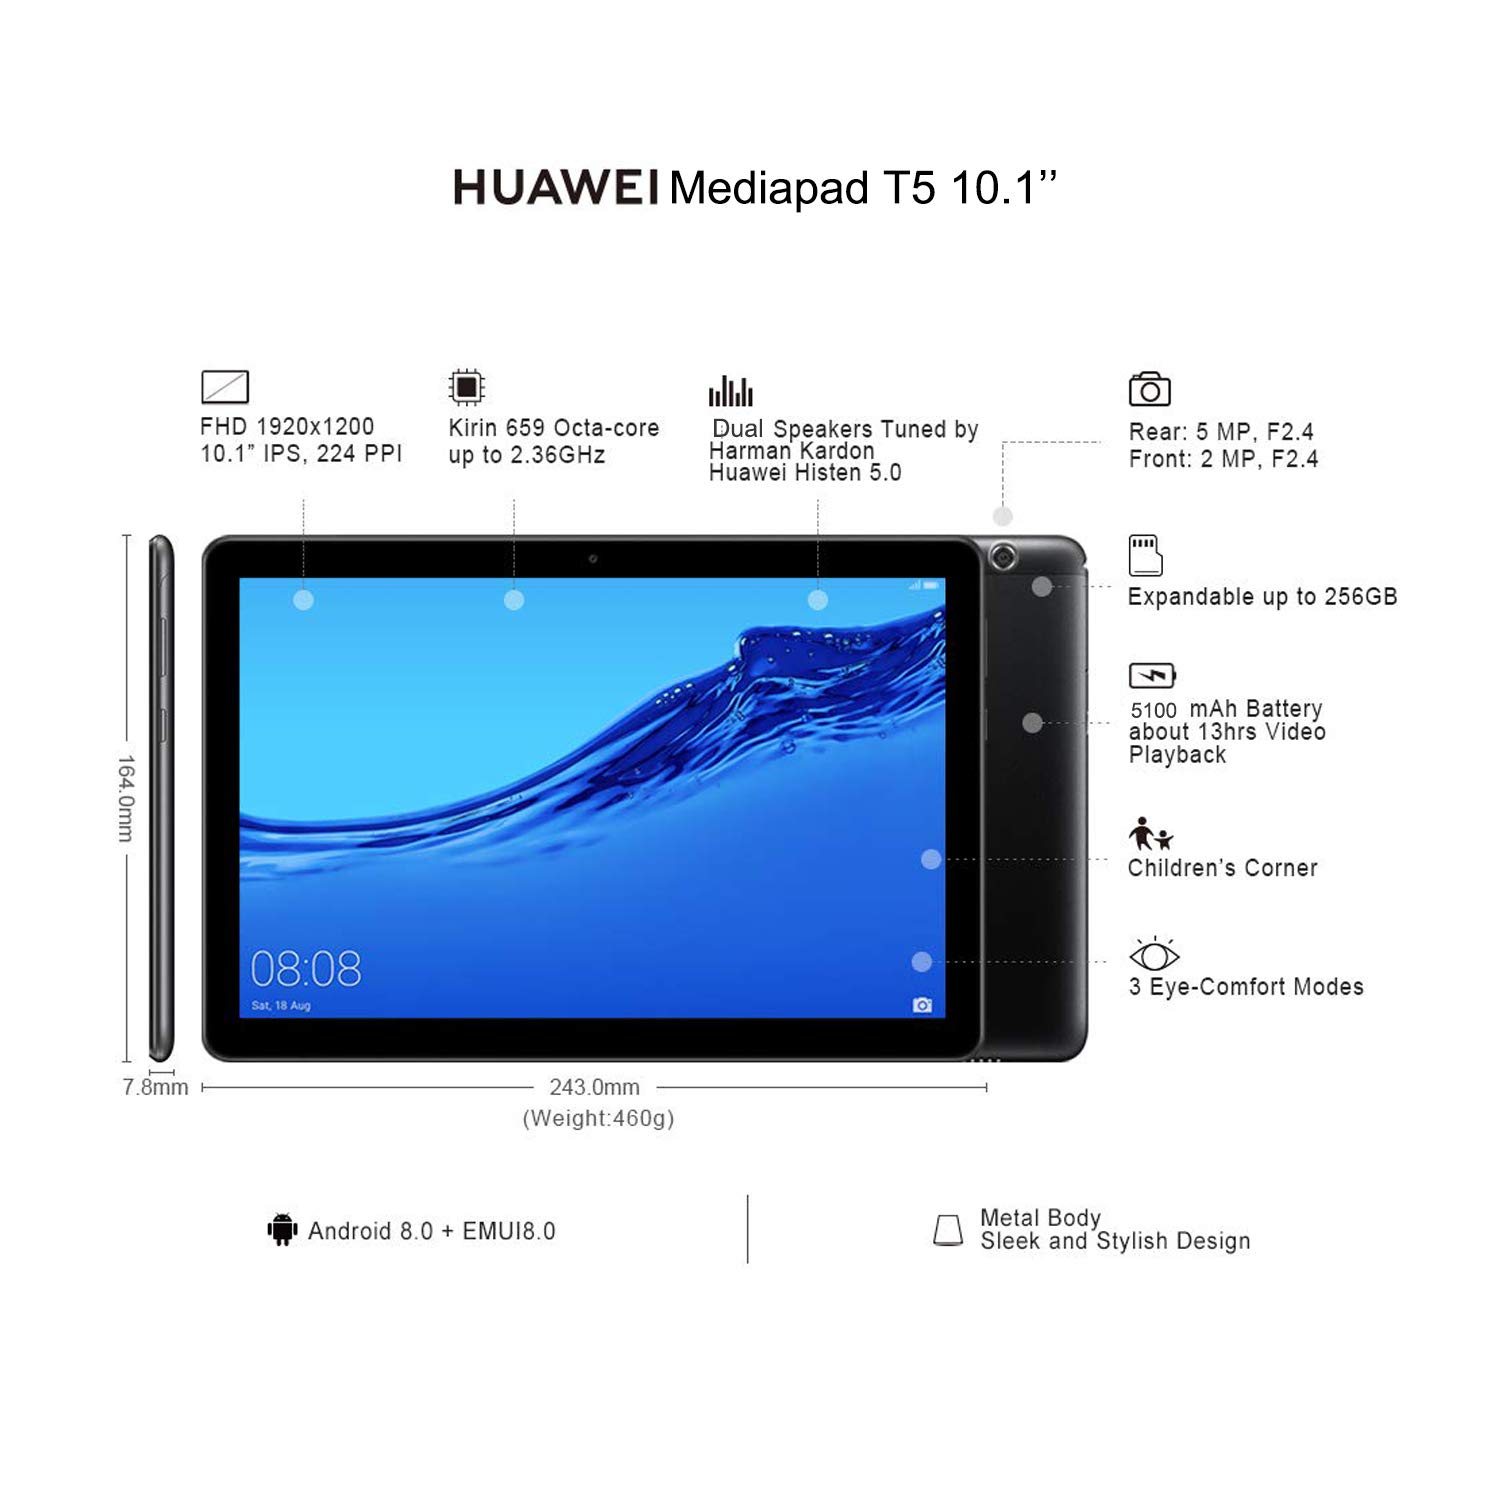 HUAWEI Mediapad T5 10.1’’
FHD 1920x1200
10.1” IPS, 224 PPI
Kirin 659 Octa-core
up to 2.36GHz
Dual Speakers Tuned by
Harman Kardon
Huawei Histen 5.0
Rear: 5 MP, F2.4
Front: 2 MP, F2.4
Expandable up to 256GB
5100 mAh Battery
about 13hrs Video
Playback
Children’s Corner
3 Eye-Comfort Modes
08:08
Sat, 18 Aug
164.0mm
7.8mm
243.0mm
(Weight:460g)
Android 8.0 + EMUI8.0
Metal Body
Sleek and Stylish Design